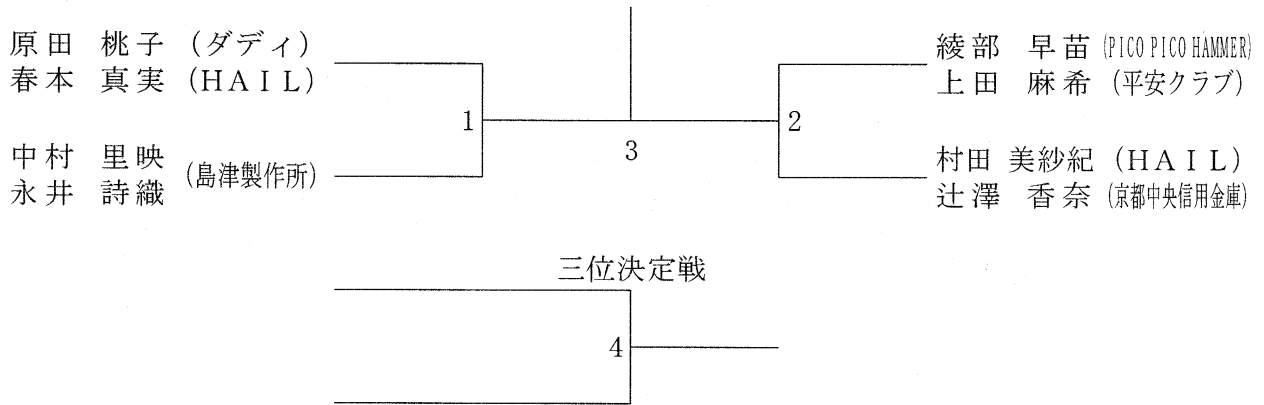 原田 桃子 (ダディ)
春本 真実 (HAIL)
中村 里映
永井 詩織
(島津製作所)
1
3
2
綾部 早苗 (PICO PICO HAMMER)
上田 麻希 (平安クラブ)
村田 美紗紀 (HAIL)
辻澤 香奈 (京都中央信用金庫)
三位決定戦
4